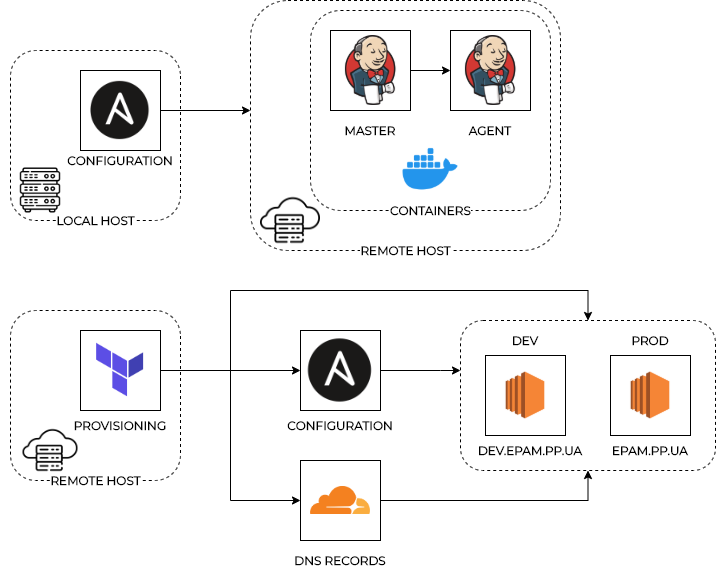 MASTER
AGENT
CONFIGURATION
CONTAINERS
LOCAL HOST
REMOTE HOST
DEV
PROD
PROVISIONING
CONFIGURATION
DEV.EPAM.PP.UA
EPAM.PP.UA
REMOTE HOST
DNS RECORDS